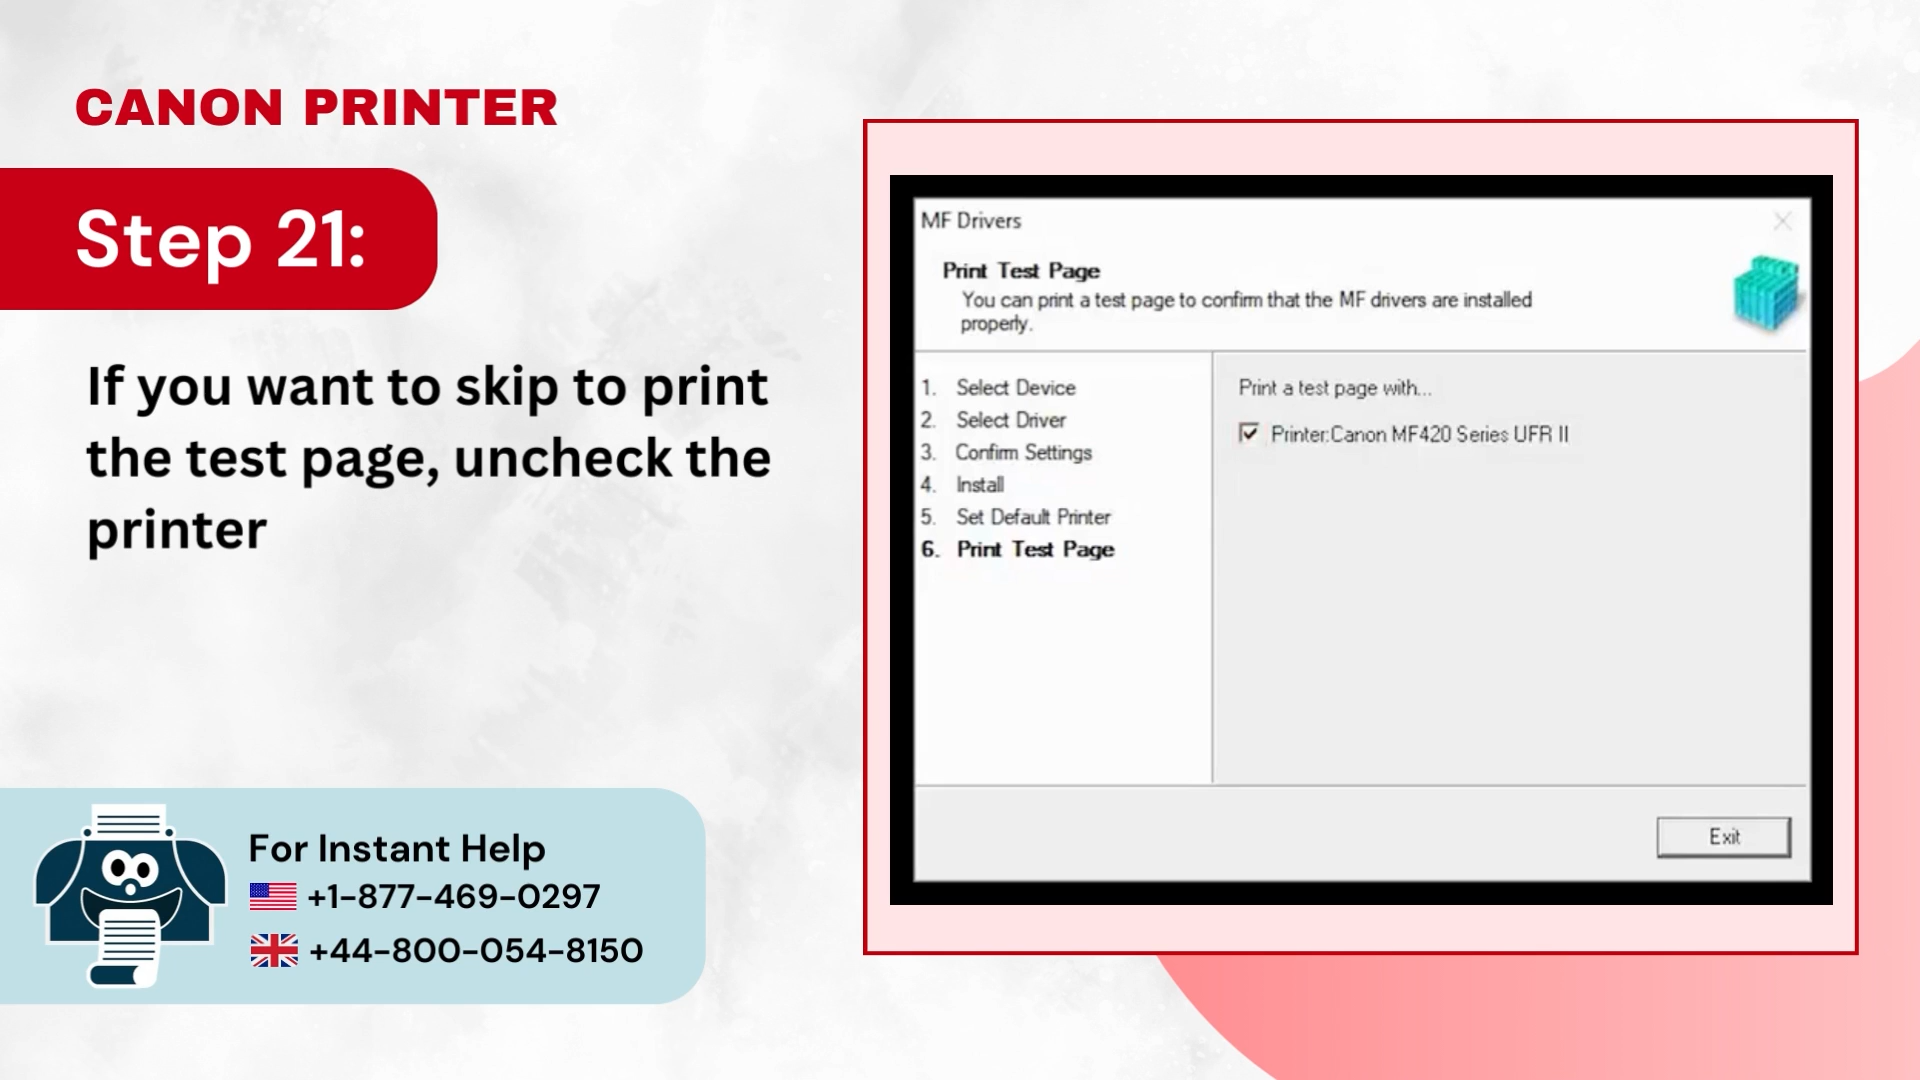 CANON PRINTER
Step 21:
If you want to skip to print
the test page, uncheck the
printer
For Instant Help
+1-877-469-0297
+44-800-054-8150
MF Drivers
Print Test Page
You can print a test page to confirm that the MF drivers are installed
properly.
1. Select Device
2. Select Driver
3. Confirm Settings
4. Install
5. Set Default Printer
6. Print Test Page
Print a test page with...
Printer:Canon MF420 Series UFR II
Exit